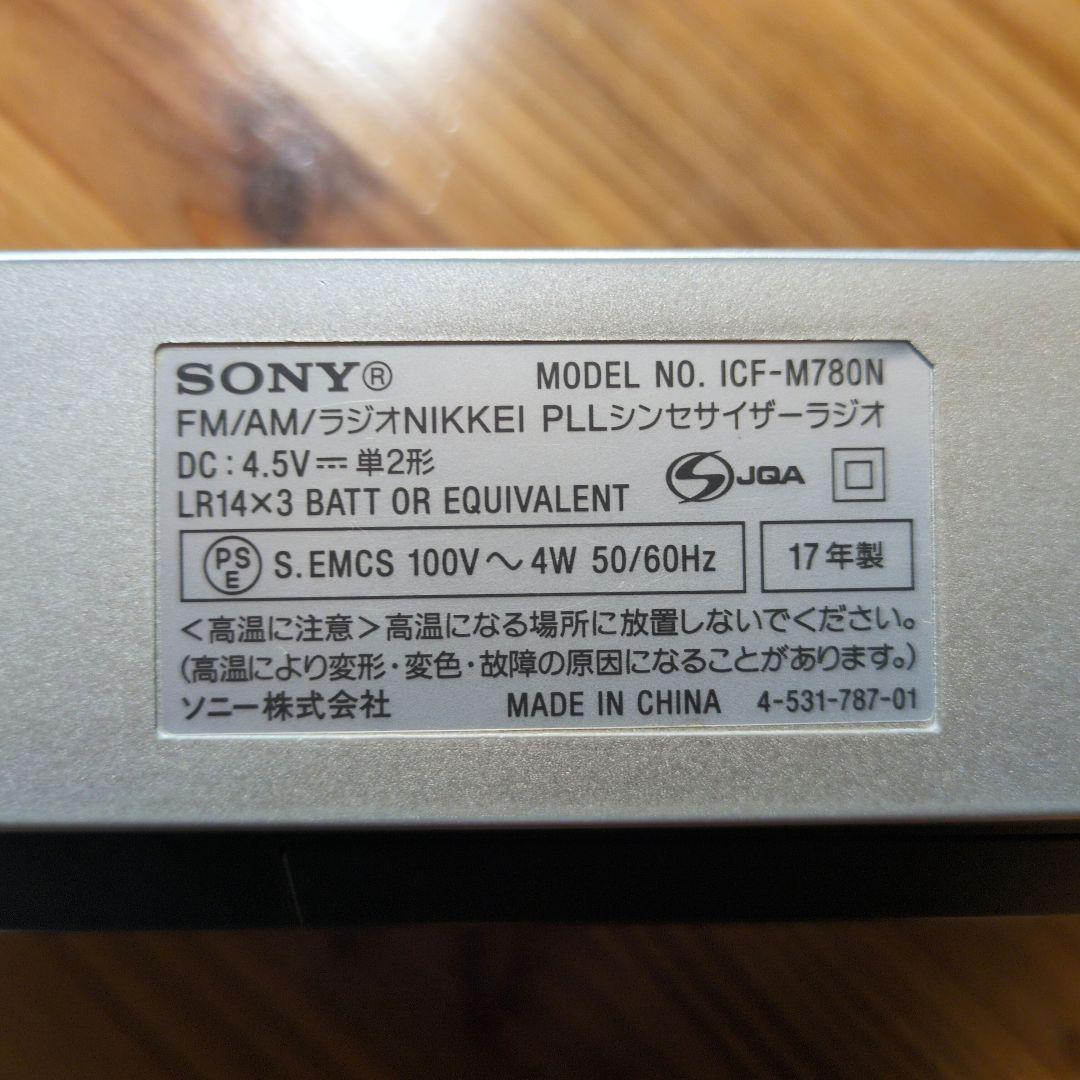 SONY® MODEL NO. ICF-M780N
FM/AM/ラジオNIKKEI PLLシンセサイザーラジオ
DC : 4.5V⎓ 単2形
LR14×3 BATT OR EQUIVALENT
JQA
PSE S.EMCS 100V～4W 50/60Hz
17年製
＜高温に注意＞高温になる場所に放置しないでください。
(高温により変形・変色・故障の原因になることがあります。)
ソニー株式会社 MADE IN CHINA 4-531-787-01